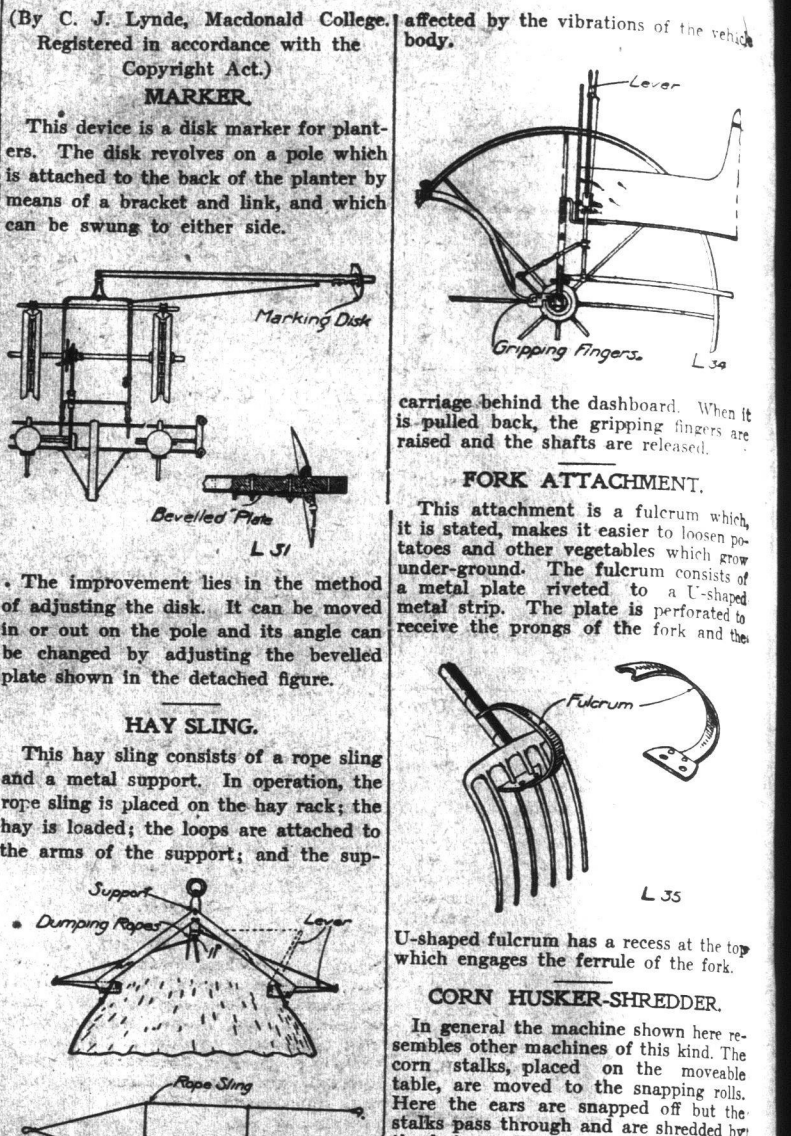 (By C. J. Lynde, Macdonald College.
Registered in accordance with the
Copyright Act.)
MARKER.
This device is a disk marker for plant-
ers. The disk revolves on a pole which
is attached to the back of the planter by
means of a bracket and link, and which
can be swung to either side.
Marking Disk
Bevelled Plate
L 31
The improvement lies in the method
of adjusting the disk. It can be moved
in or out on the pole and its angle can
be changed by adjusting the bevelled
plate shown in the detached figure.
HAY SLING.
This hay sling consists of a rope sling
and a metal support. In operation, the
rope sling is placed on the hay rack; the
hay is loaded; the loops are attached to
the arms of the support; and the sup-
Support
Dumping Ropes
Lever
Rope Sling
affected by the vibrations of the vehicle
body.
Lever
Gripping Fingers.
L 34
carriage behind the dashboard. When it
is pulled back, the gripping fingers are
raised and the shafts are released.
FORK ATTACHMENT.
This attachment is a fulcrum which,
it is stated, makes it easier to loosen po-
tatoes and other vegetables which grow
under-ground. The fulcrum consists of
a metal plate riveted to a U-shaped
metal strip. The plate is perforated to
receive the prongs of the fork and the
Fulcrum
L 35
U-shaped fulcrum has a recess at the top
which engages the ferrule of the fork.
CORN HUSKER-SHREDDER.
In general the machine shown here re-
sembles other machines of this kind. The
corn stalks, placed on the moveable
table, are moved to the snapping rolls.
Here the ears are snapped off but the
stalks pass through and are shredded by